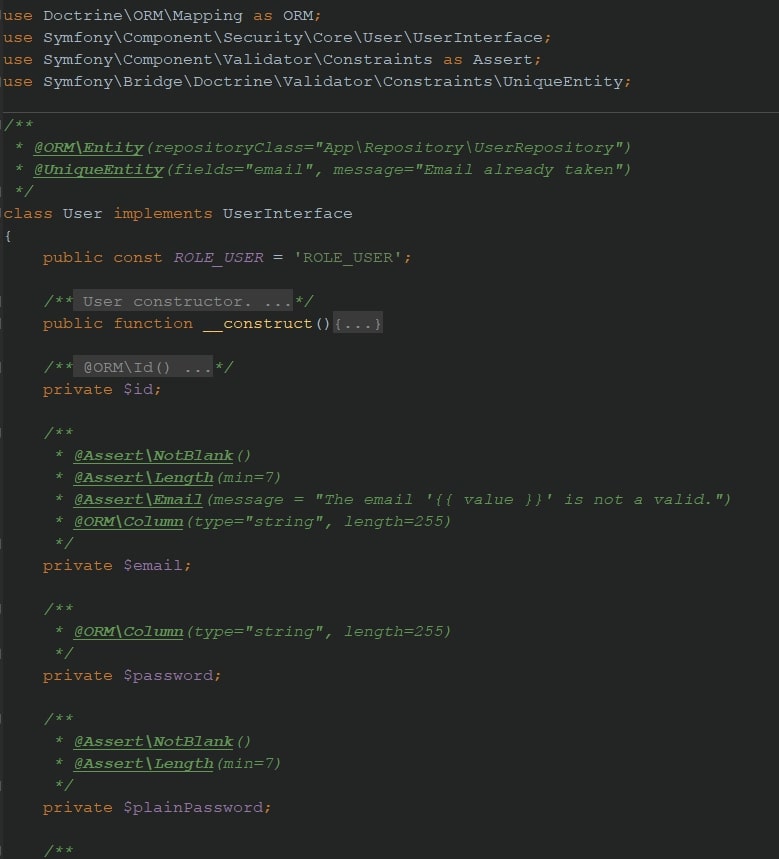 use Doctrine\ORM\Mapping as ORM;
use Symfony\Component\Security\Core\User\UserInterface;
use Symfony\Component\Validator\Constraints as Assert;
use Symfony\Bridge\Doctrine\Validator\Constraints\UniqueEntity;

/**
 * @ORM\Entity(repositoryClass="App\Repository\UserRepository")
 * @UniqueEntity(fields="email", message="Email already taken")
 */
class User implements UserInterface
{
    public const ROLE_USER = 'ROLE_USER';

    /** User constructor. ...*/
    public function __construct(){...}

    /** @ORM\Id() ...*/
    private $id;

    /**
     * @Assert\NotBlank()
     * @Assert\Length(min=7)
     * @Assert\Email(message = "The email '{{ value }}' is not a valid.")
     * @ORM\Column(type="string", length=255)
     */
    private $email;

    /**
     * @ORM\Column(type="string", length=255)
     */
    private $password;

    /**
     * @Assert\NotBlank()
     * @Assert\Length(min=7)
     */
    private $plainPassword;

    /**